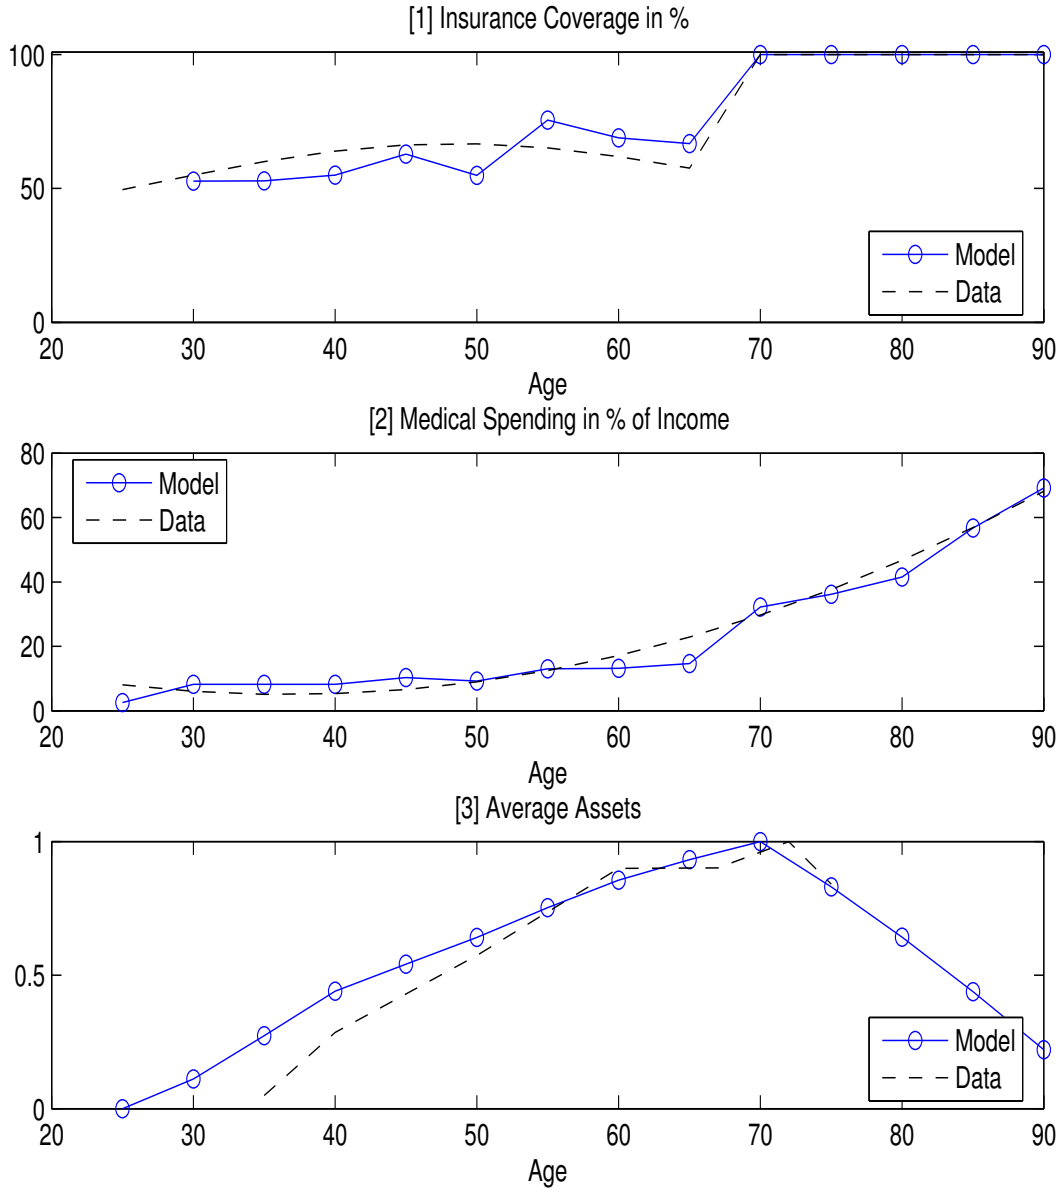 [1] Insurance Coverage in %
100
50
0
Model
Data
20 30 40 50 60 70 80 90
Age
[2] Medical Spending in % of Income
80
60
40
20
0
Model
Data
20 30 40 50 60 70 80 90
Age
[3] Average Assets
1
0.5
0
Model
Data
20 30 40 50 60 70 80 90
Age